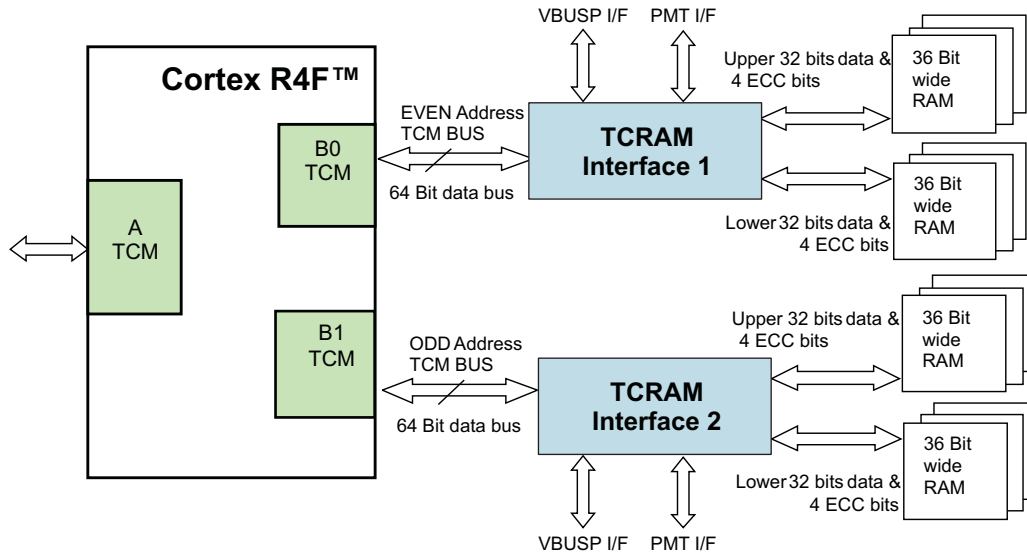 VBUSP I/F
PMT I/F
Cortex R4F™
EVEN Address
TCM BUS
64 Bit data bus
B0
TCM
TCRAM
Interface 1
Upper 32 bits data &
4 ECC bits
36 Bit
wide
RAM
Lower 32 bits data &
4 ECC bits
36 Bit
wide
RAM
A
TCM
B1
TCM
ODD Address
TCM BUS
64 Bit data bus
TCRAM
Interface 2
Upper 32 bits data &
4 ECC bits
36 Bit
wide
RAM
Lower 32 bits data &
4 ECC bits
36 Bit
wide
RAM
VBUSP I/F
PMT I/F